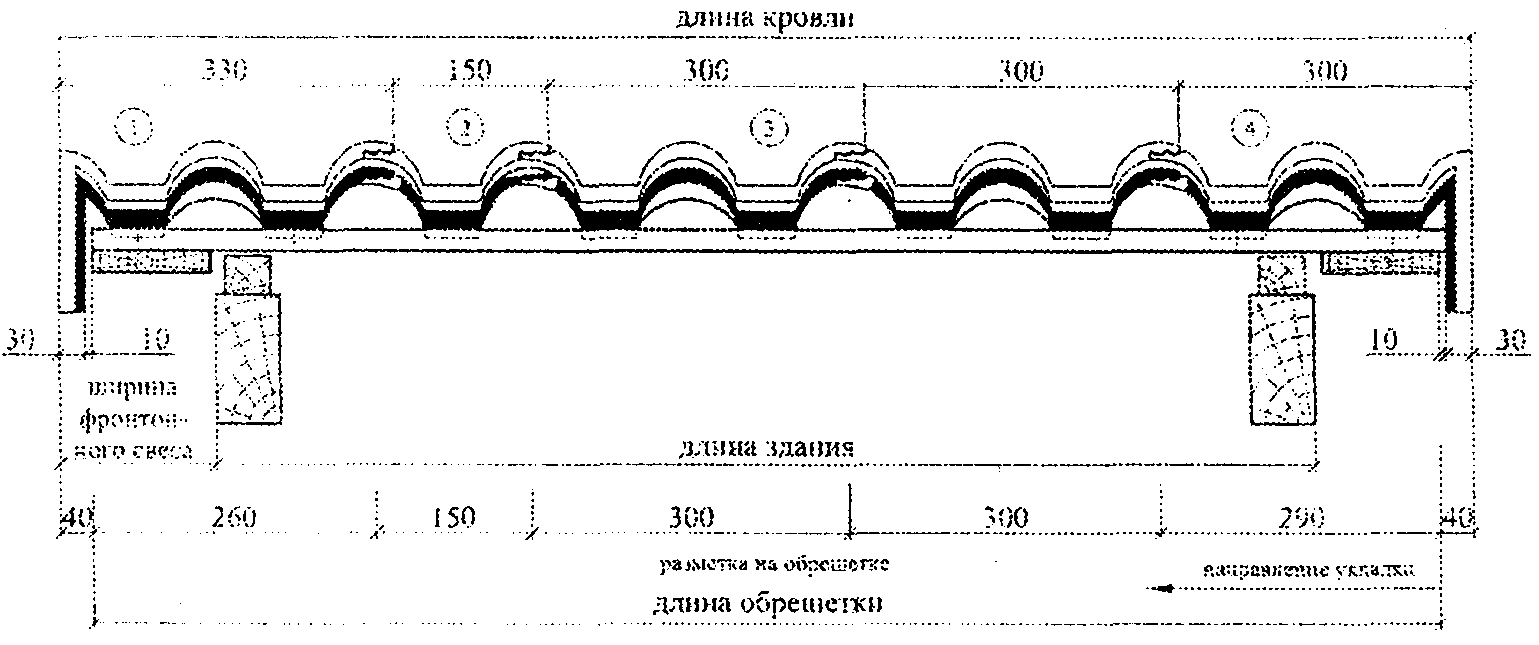 длина кровли
330 150 300 300 300
1 2 3 4
30 10 10 30
ширина
фронтон-
ного свеса
длина здания
40 260 150 300 300 290 40
разметка на обрешетке
направление укладки
длина обрешетки